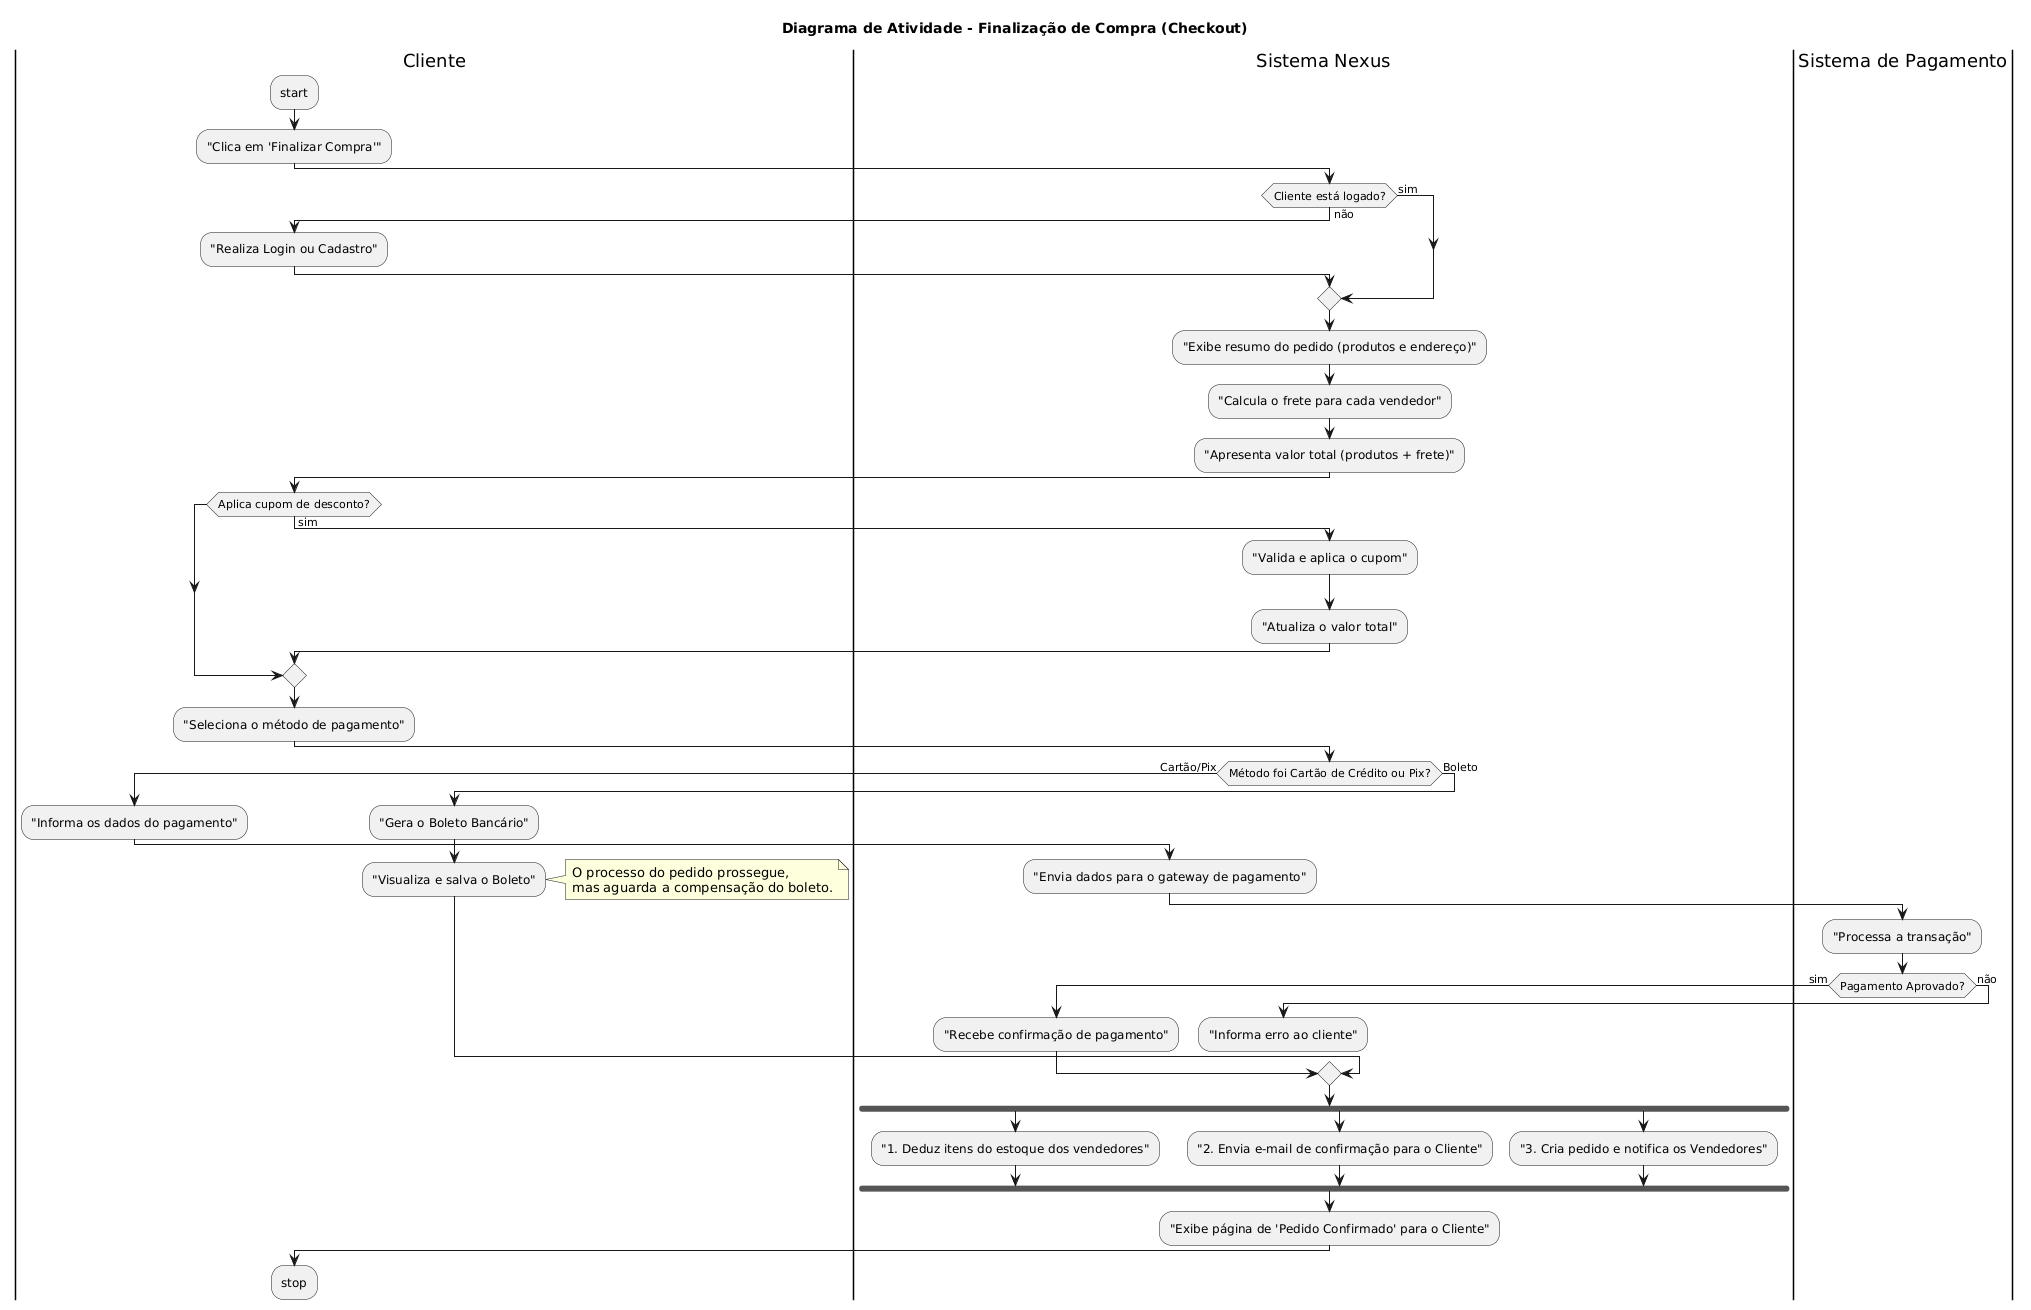 Diagrama de Atividade - Finalização de Compra (Checkout)
Cliente
Sistema Nexus
Sistema de Pagamento
start
"Clica em 'Finalizar Compra'"
Cliente está logado?
sim
não
"Realiza Login ou Cadastro"
"Exibe resumo do pedido (produtos e endereço)"
"Calcula o frete para cada vendedor"
"Apresenta valor total (produtos + frete)"
Aplica cupom de desconto?
sim
"Valida e aplica o cupom"
"Atualiza o valor total"
"Seleciona o método de pagamento"
Cartão/Pix
Método foi Cartão de Crédito ou Pix?
Boleto
"Informa os dados do pagamento"
"Gera o Boleto Bancário"
"Visualiza e salva o Boleto"
O processo do pedido prossegue,
mas aguarda a compensação do boleto.
"Envia dados para o gateway de pagamento"
"Processa a transação"
sim
Pagamento Aprovado?
não
"Recebe confirmação de pagamento"
"Informa erro ao cliente"
"1. Deduz itens do estoque dos vendedores"
"2. Envia e-mail de confirmação para o Cliente"
"3. Cria pedido e notifica os Vendedores"
"Exibe página de 'Pedido Confirmado' para o Cliente"
stop